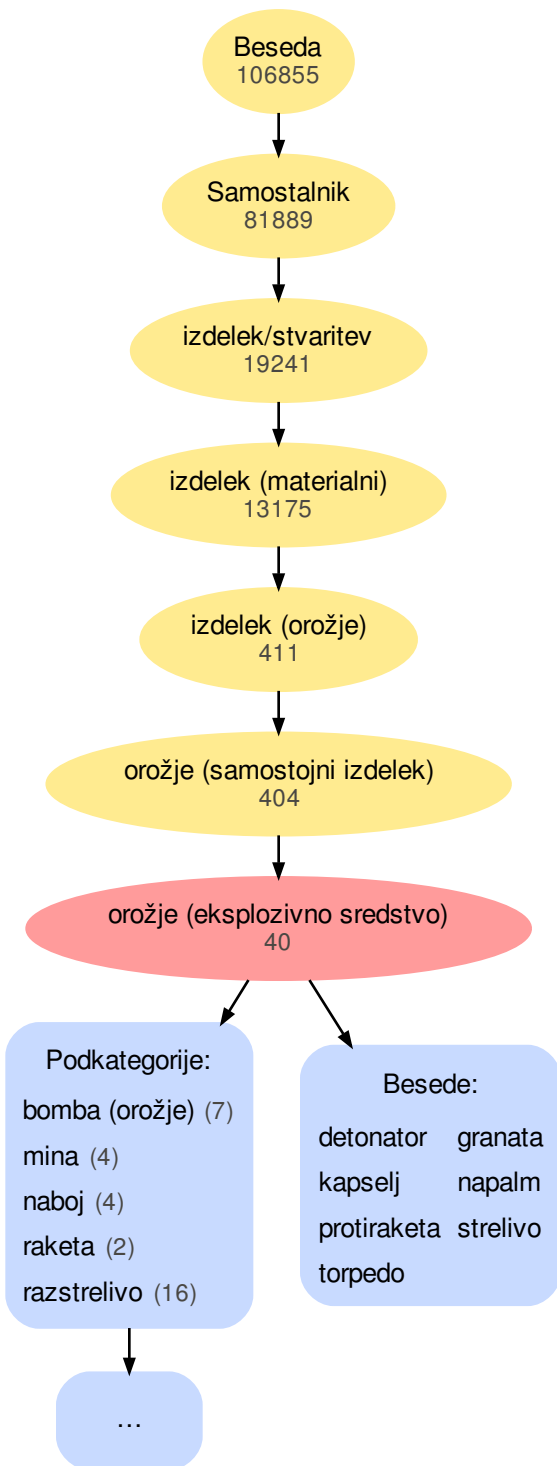 Beseda
106855
Samostalnik
81889
izdelek/stvaritev
19241
izdelek (materialni)
13175
izdelek (orožje)
411
orožje (samostojni izdelek)
404
orožje (eksplozivno sredstvo)
40
Podkategorije:
bomba (orožje) (7)
mina (4)
naboj (4)
raketa (2)
razstrelivo (16)
...
Besede:
detonator granata
kapselj napalm
protiraketa strelivo
torpedo